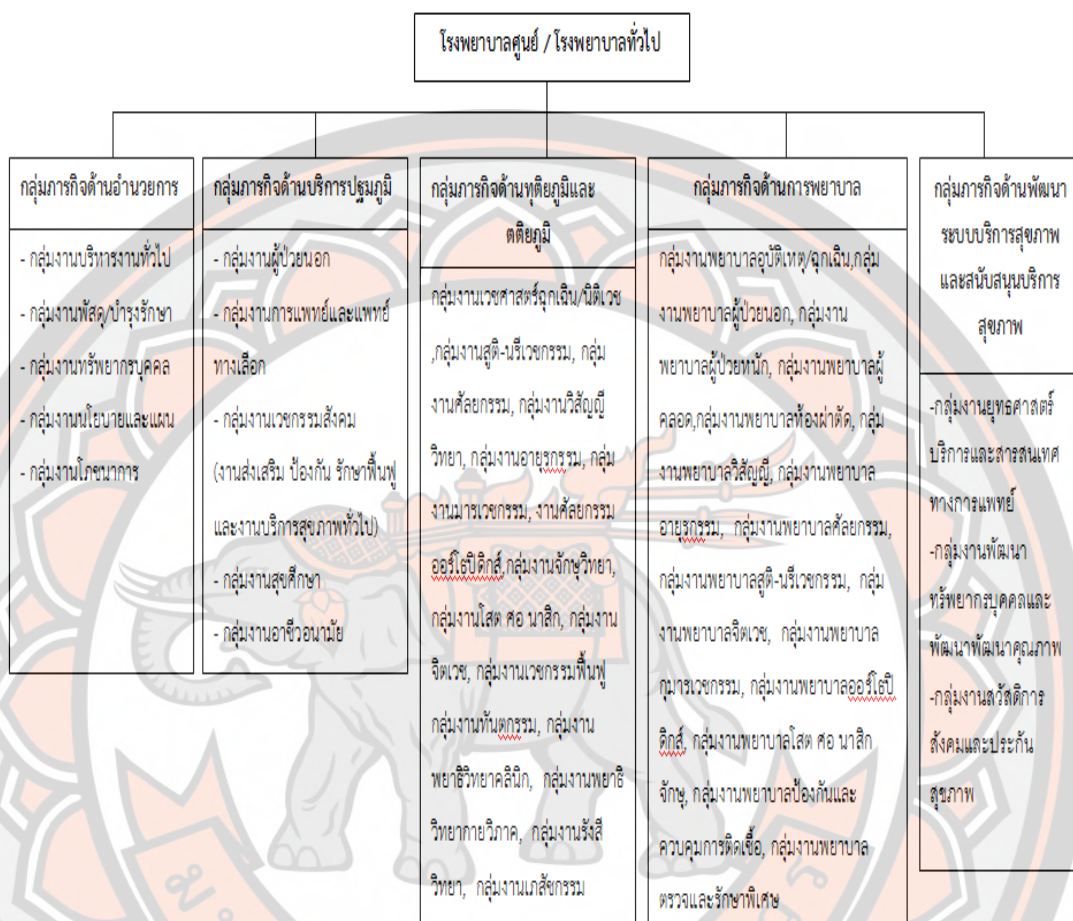 โรงพยาบาลศูนย์ / โรงพยาบาลทั่วไป
กลุ่มภารกิจด้านอำนวยการ
- กลุ่มงานบริหารงานทั่วไป
- กลุ่มงานพัสดุ/บำรุงรักษา
- กลุ่มงานทรัพยากรบุคคล
- กลุ่มงานนโยบายและแผน
- กลุ่มงานโภชนาการ
กลุ่มภารกิจด้านบริการปฐมภูมิ
- กลุ่มงานผู้ป่วยนอก
- กลุ่มงานการแพทย์และแพทย์
ทางเลือก
- กลุ่มงานเวชกรรมสังคม
(งานส่งเสริม ป้องกัน รักษาฟื้นฟู
และงานบริการสุขภาพทั่วไป)
- กลุ่มงานสุขศึกษา
- กลุ่มงานอาชีวอนามัย
กลุ่มภารกิจด้านทุติยภูมิและ
ตติยภูมิ
กลุ่มงานเวชศาสตร์ฉุกเฉิน/นิติเวช
,กลุ่มงานสูติ-นรีเวชกรรม, กลุ่ม
งานศัลยกรรม, กลุ่มงานวิสัญญี
วิทยา, กลุ่มงานอายุรกรรม, กลุ่ม
งานมารเวชกรรม, งานศัลยกรรม
ออร์โธปิดิกส์,กลุ่มงานจักษุวิทยา,
กลุ่มงานโสต ศอ นาสิก, กลุ่มงาน
จิตเวช, กลุ่มงานเวชกรรมฟื้นฟู
กลุ่มงานทันตกรรม, กลุ่มงาน
พยาธิวิทยาคลินิก, กลุ่มงานพยาธิ
วิทยากายวิภาค, กลุ่มงานรังสี
วิทยา, กลุ่มงานเภสัชกรรม
กลุ่มภารกิจด้านการพยาบาล
กลุ่มงานพยาบาลอุบัติเหตุ/ฉุกเฉิน,กลุ่ม
งานพยาบาลผู้ป่วยนอก, กลุ่มงาน
พยาบาลผู้ป่วยหนัก, กลุ่มงานพยาบาลผู้
คลอด,กลุ่มงานพยาบาลห้องผ่าตัด, กลุ่ม
งานพยาบาลวิสัญญี, กลุ่มงานพยาบาล
อายุรกรรม, กลุ่มงานพยาบาลศัลยกรรม,
กลุ่มงานพยาบาลสูติ-นรีเวชกรรม, กลุ่ม
งานพยาบาลจิตเวช, กลุ่มงานพยาบาล
กุมารเวชกรรม, กลุ่มงานพยาบาลออร์โธปิ
ดิกส์, กลุ่มงานพยาบาลโสต ศอ นาสิก
จักษุ, กลุ่มงานพยาบาลป้องกันและ
ควบคุมการติดเชื้อ, กลุ่มงานพยาบาล
ตรวจและรักษาพิเศษ
กลุ่มภารกิจด้านพัฒนา
ระบบบริการสุขภาพ
และสนับสนุนบริการ
สุขภาพ
-กลุ่มงานยุทธศาสตร์
บริการและสารสนเทศ
ทางการแพทย์
-กลุ่มงานพัฒนา
ทรัพยากรบุคคลและ
พัฒนาพัฒนาคุณภาพ
-กลุ่มงานสวัสดิการ
สังคมและประกัน
สุขภาพ